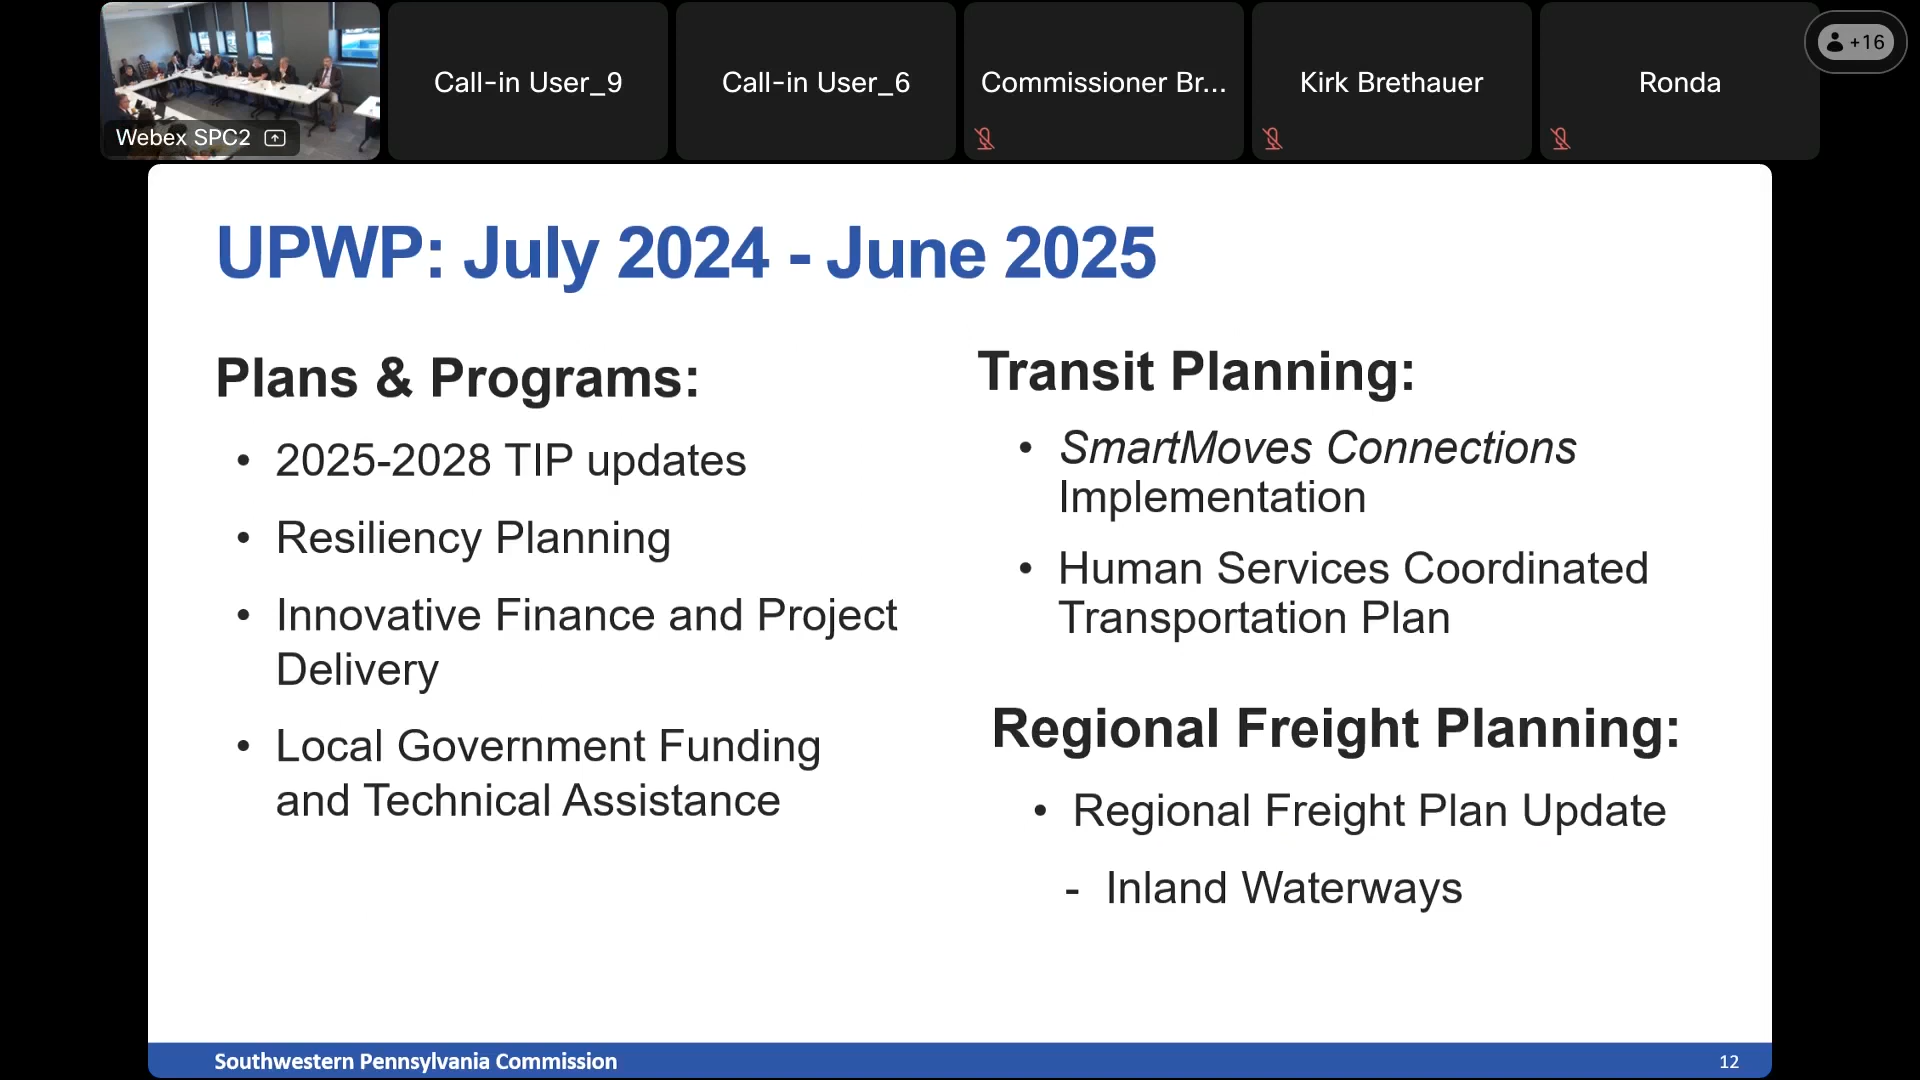 Webex SPC2
Call-in User_9
Call-in User_6
Commissioner Br...
Kirk Brethauer
Ronda
+16
UPWP: July 2024 - June 2025
Plans & Programs:
• 2025-2028 TIP updates
• Resiliency Planning
• Innovative Finance and Project
Delivery
• Local Government Funding
and Technical Assistance
Transit Planning:
• SmartMoves Connections
Implementation
• Human Services Coordinated
Transportation Plan
Regional Freight Planning:
• Regional Freight Plan Update
- Inland Waterways
Southwestern Pennsylvania Commission
12